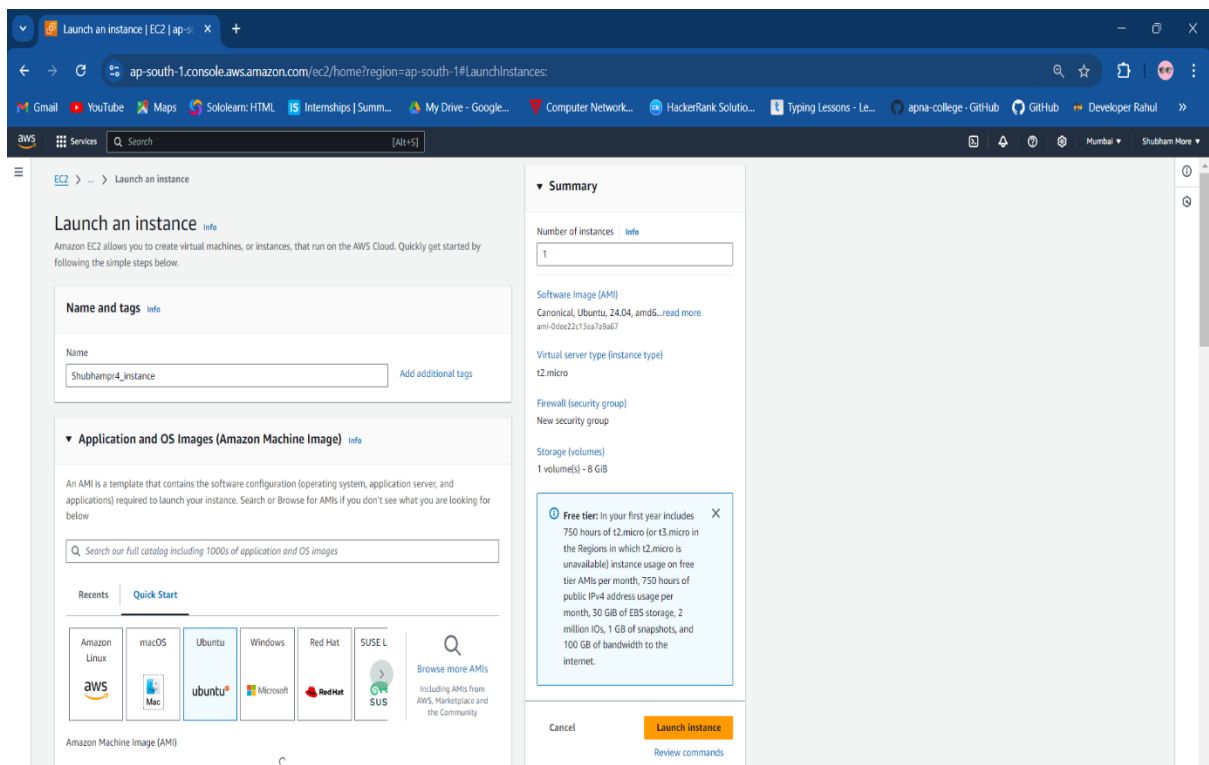 Launch an instance | EC2 | ap-so
ap-south-1.console.aws.amazon.com/ec2/home?region=ap-south-1#LaunchInstances:
Gmail YouTube Maps Sololearn: HTML Internships | Summ... My Drive - Google... Computer Network... HackerRank Solutio... Typing Lessons - Le... apna-college · GitHub GitHub Developer Rahul »
aws Services Search [Alt+S] Mumbai Shubham More
EC2 > ... > Launch an instance
Launch an instance Info
Amazon EC2 allows you to create virtual machines, or instances, that run on the AWS Cloud. Quickly get started by
following the simple steps below.
Name and tags Info
Name
Shubhampr4_instance Add additional tags
Application and OS Images (Amazon Machine Image) Info
An AMI is a template that contains the software configuration (operating system, application server, and
applications) required to launch your instance. Search or Browse for AMIs if you don't see what you are looking for
below
Search our full catalog including 1000s of application and OS images
Recents Quick Start
Amazon
Linux
aws
macOS
Mac
Ubuntu
ubuntu
Windows
Microsoft
Red Hat
Red Hat
SUSE L
SUS
Browse more AMIs
Including AMIs from
AWS, Marketplace and
the Community
Amazon Machine Image (AMI)
Summary
Number of instances Info
1
Software Image (AMI)
Canonical, Ubuntu, 24.04, amd6...read more
ami-0dee22c13ea7a9a67
Virtual server type (instance type)
t2.micro
Firewall (security group)
New security group
Storage (volumes)
1 volume(s) - 8 GiB
Free tier: In your first year includes
750 hours of t2.micro (or t3.micro in
the Regions in which t2.micro is
unavailable) instance usage on free
tier AMIs per month, 750 hours of
public IPv4 address usage per
month, 30 GiB of EBS storage, 2
million IOs, 1 GB of snapshots, and
100 GB of bandwidth to the
internet.
Cancel Launch instance
Review commands